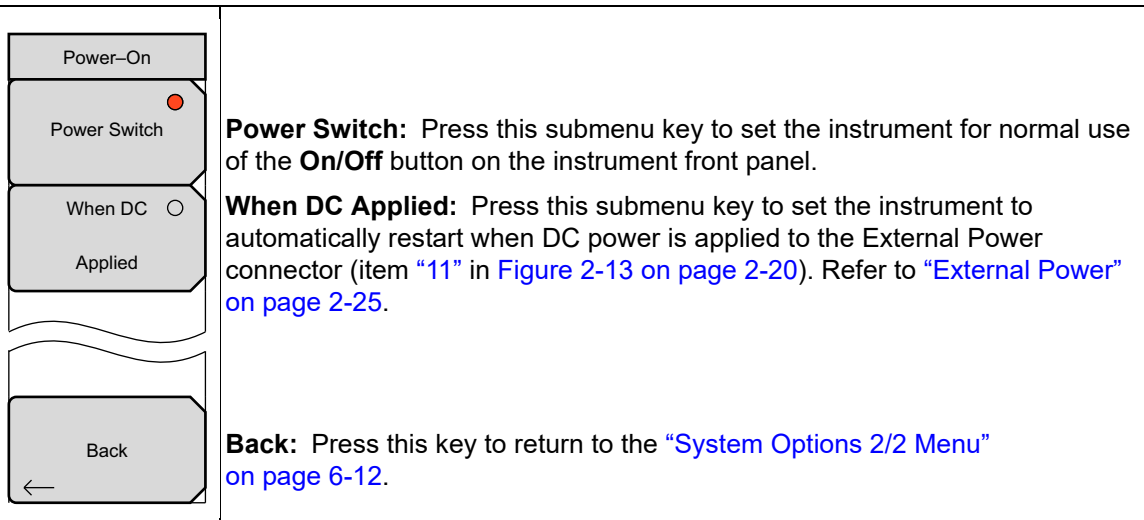 Power–On
Power Switch
When DC
Applied
Back
Power Switch: Press this submenu key to set the instrument for normal use
of the On/Off button on the instrument front panel.
When DC Applied: Press this submenu key to set the instrument to
automatically restart when DC power is applied to the External Power
connector (item “11” in Figure 2-13 on page 2-20). Refer to “External Power”
on page 2-25.
Back: Press this key to return to the “System Options 2/2 Menu”
on page 6-12.